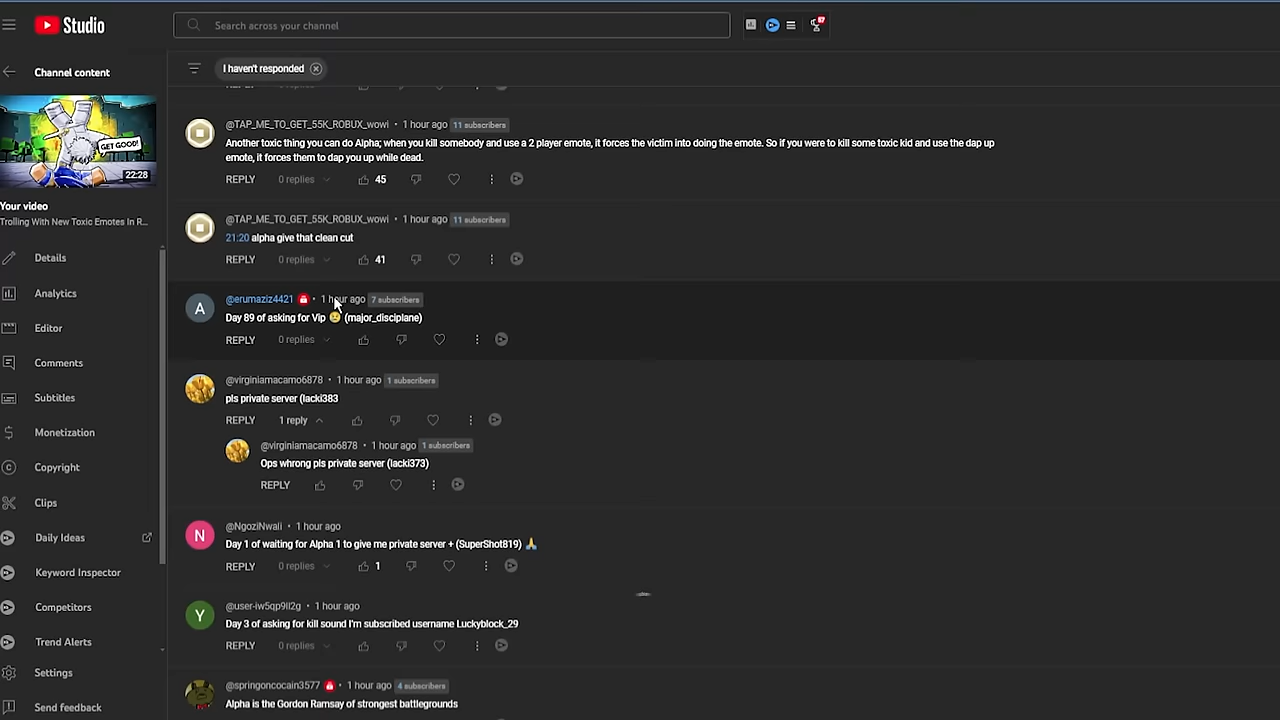 Studio
Search across your channel
87
Channel content
I haven't responded
GET GOOD!
22:28
Your video
Trolling With New Toxic Emotes In R...
Details
Analytics
Editor
Comments
Subtitles
Monetization
Copyright
Clips
Daily Ideas
Keyword Inspector
Competitors
Trend Alerts
Settings
Send feedback
@TAP_ME_TO_GET_55K_ROBUX_wowi • 1 hour ago 11 subscribers
Another toxic thing you can do Alpha; when you kill somebody and use a 2 player emote, it forces the victim into doing the emote. So if you were to kill some toxic kid and use the dap up
emote, it forces them to dap you up while dead.
REPLY 0 replies 45
@TAP_ME_TO_GET_55K_ROBUX_wowi • 1 hour ago 11 subscribers
21:20 alpha give that clean cut
REPLY 0 replies 41
A @erumaziz4421 • 1 hour ago 7 subscribers
Day 89 of asking for Vip 😢 (major_disciplane)
REPLY 0 replies
@virginiamacamo6878 • 1 hour ago 1 subscribers
pls private server (lacki383
REPLY 1 reply
@virginiamacamo6878 • 1 hour ago 1 subscribers
Ops whrong pls private server (lacki373)
REPLY
N @NgoziNwali • 1 hour ago
Day 1 of waiting for Alpha 1 to give me private server + (SuperShot819) 🙏
REPLY 0 replies 1
Y @user-iw5qp9ll2g • 1 hour ago
Day 3 of asking for kill sound I'm subscribed username Luckyblock_29
REPLY 0 replies
@springoncocain3577 • 1 hour ago 4 subscribers
Alpha is the Gordon Ramsay of strongest battlegrounds